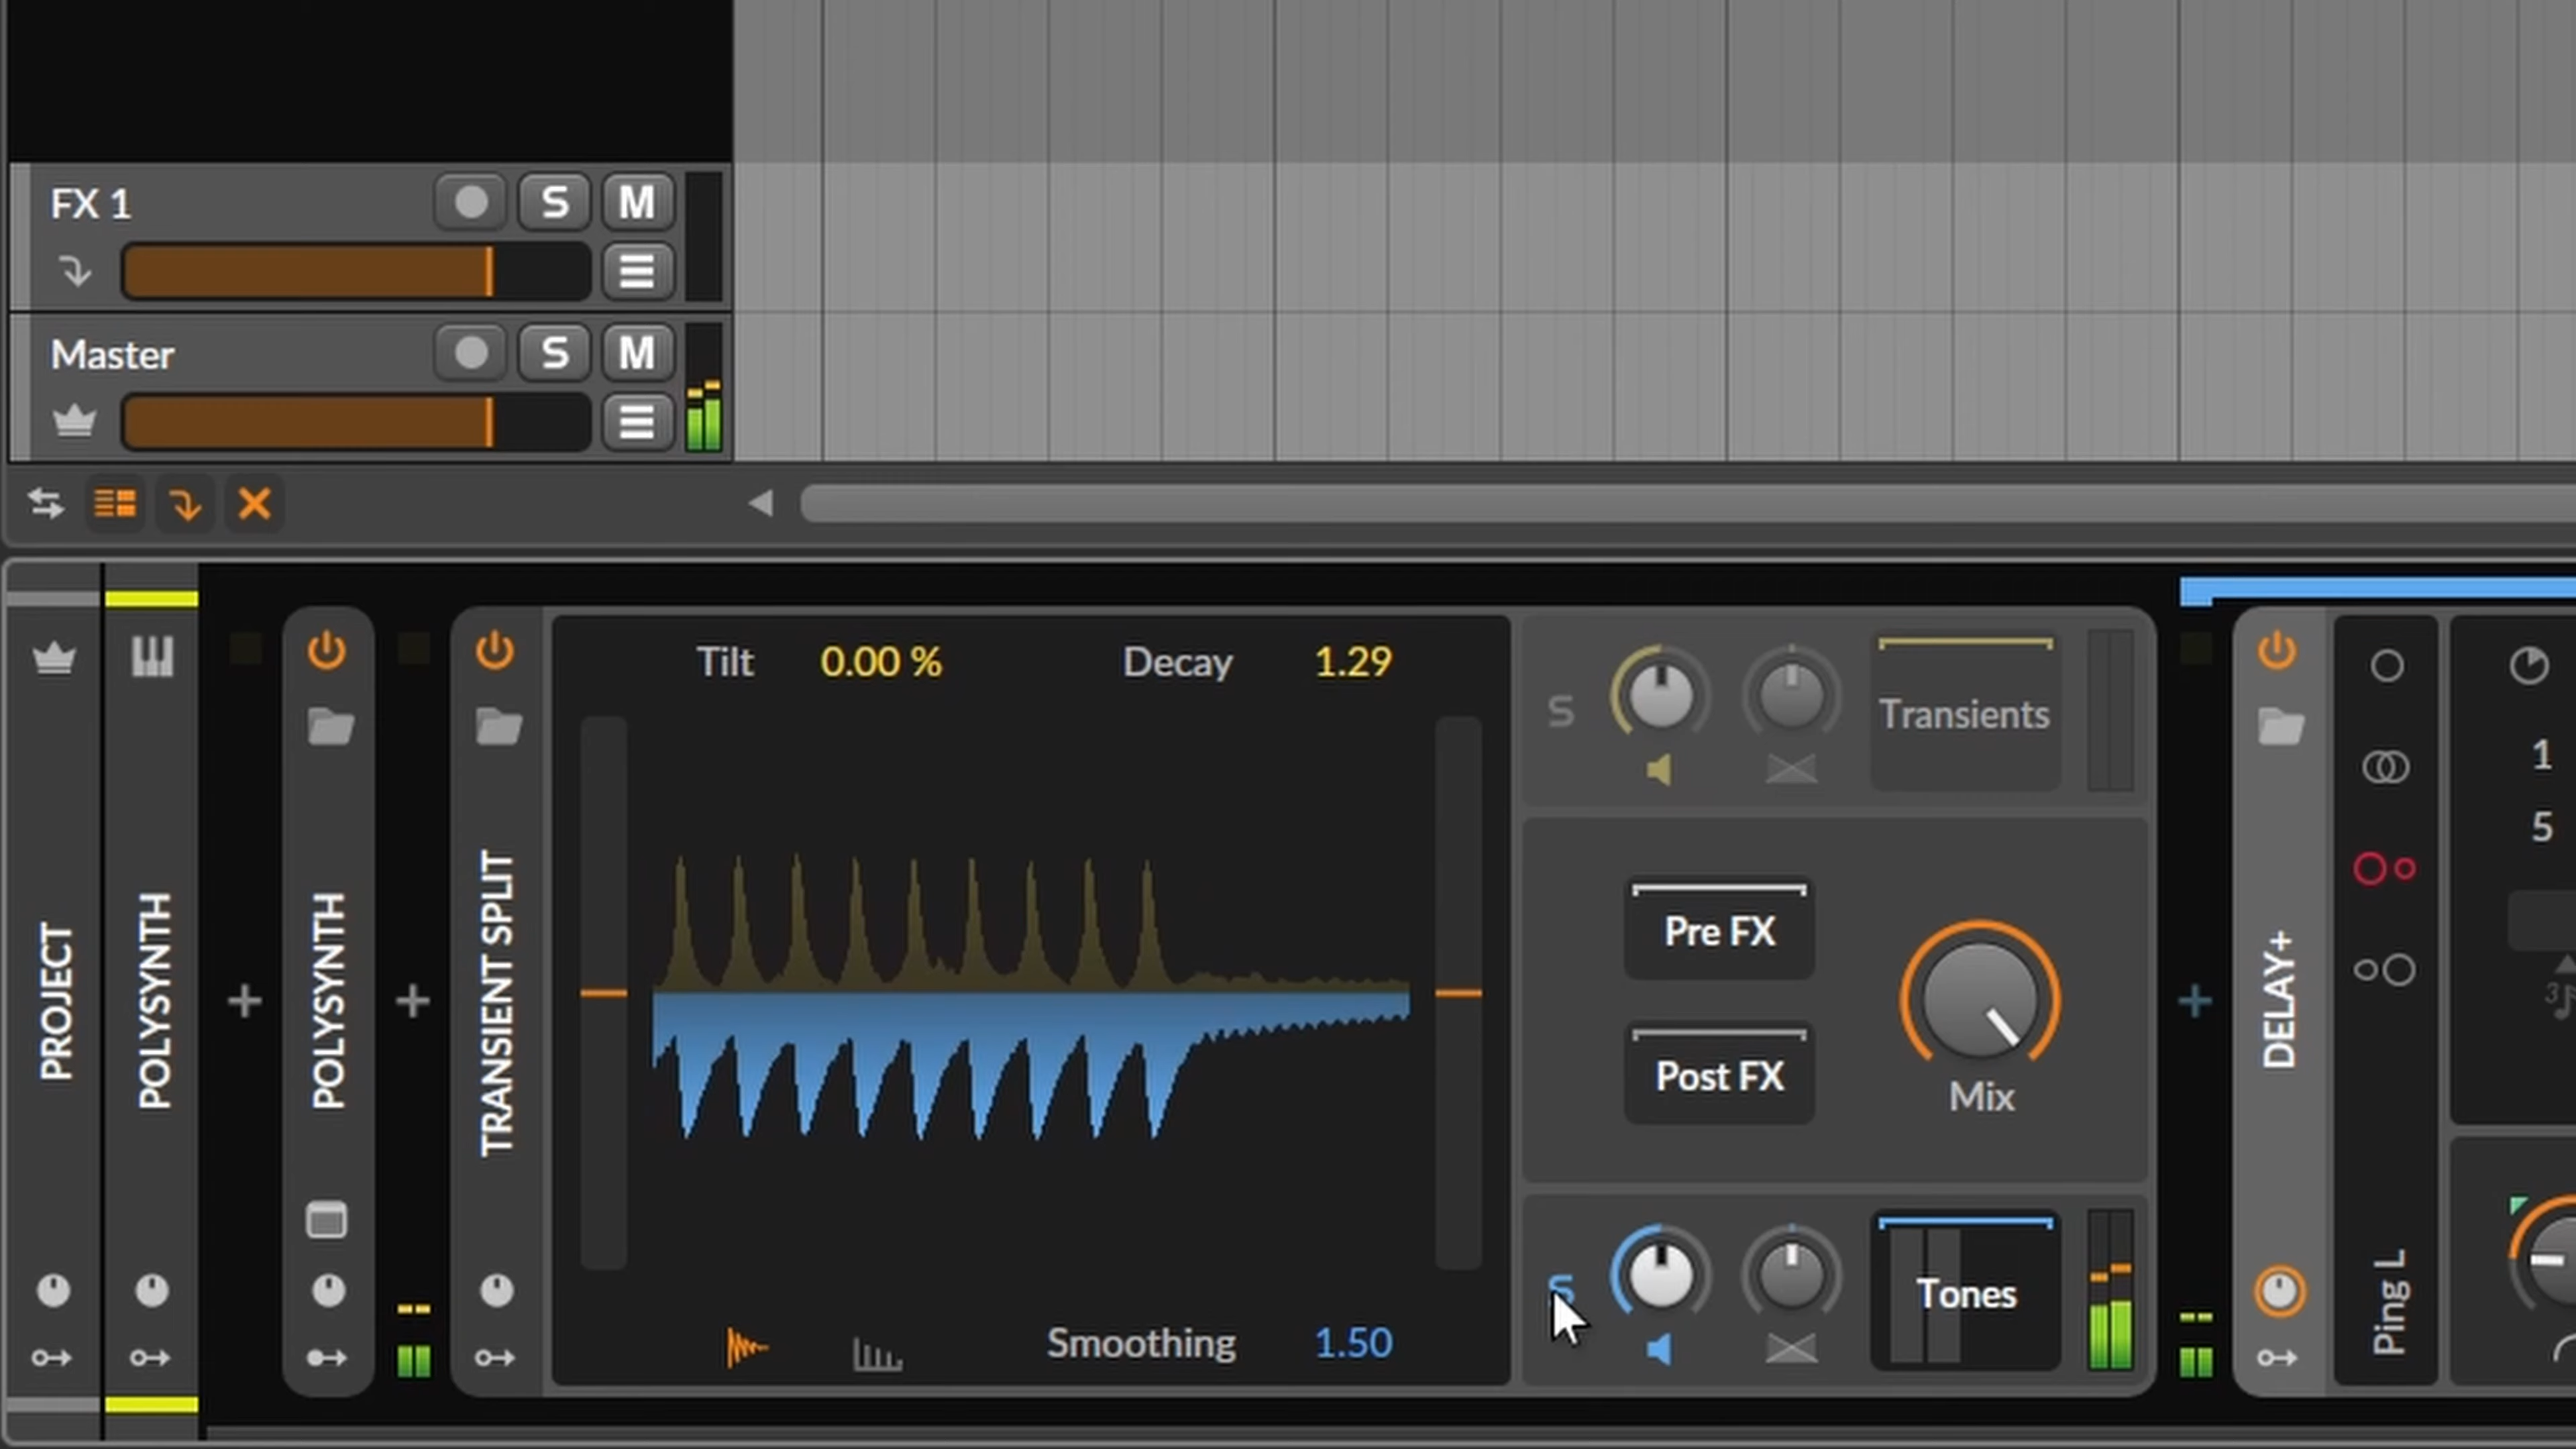 FX 1
S
M
Master
S
M
PROJECT
POLYSYNTH
POLYSYNTH
TRANSIENT SPLIT
Tilt 0.00 %
Decay 1.29
Smoothing 1.50
S
Transients
Pre FX
Post FX
Mix
S
Tones
DELAY+
Ping L
1
5
3